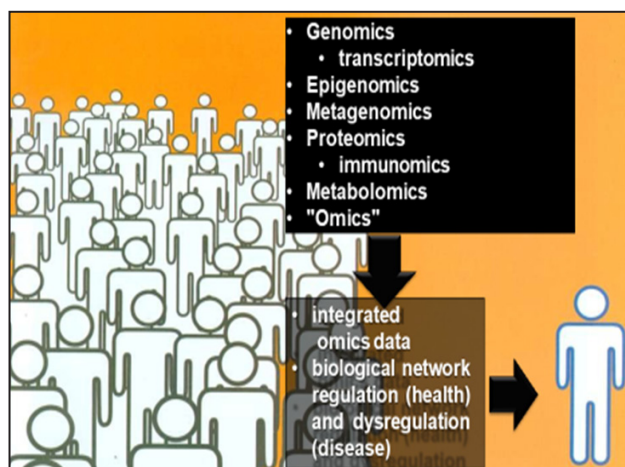 • Genomics
• transcriptomics
• Epigenomics
• Metagenomics
• Proteomics
• immunomics
• Metabolomics
• "Omics"
• integrated
omics data
• biological network
regulation (health)
and dysregulation
(disease)